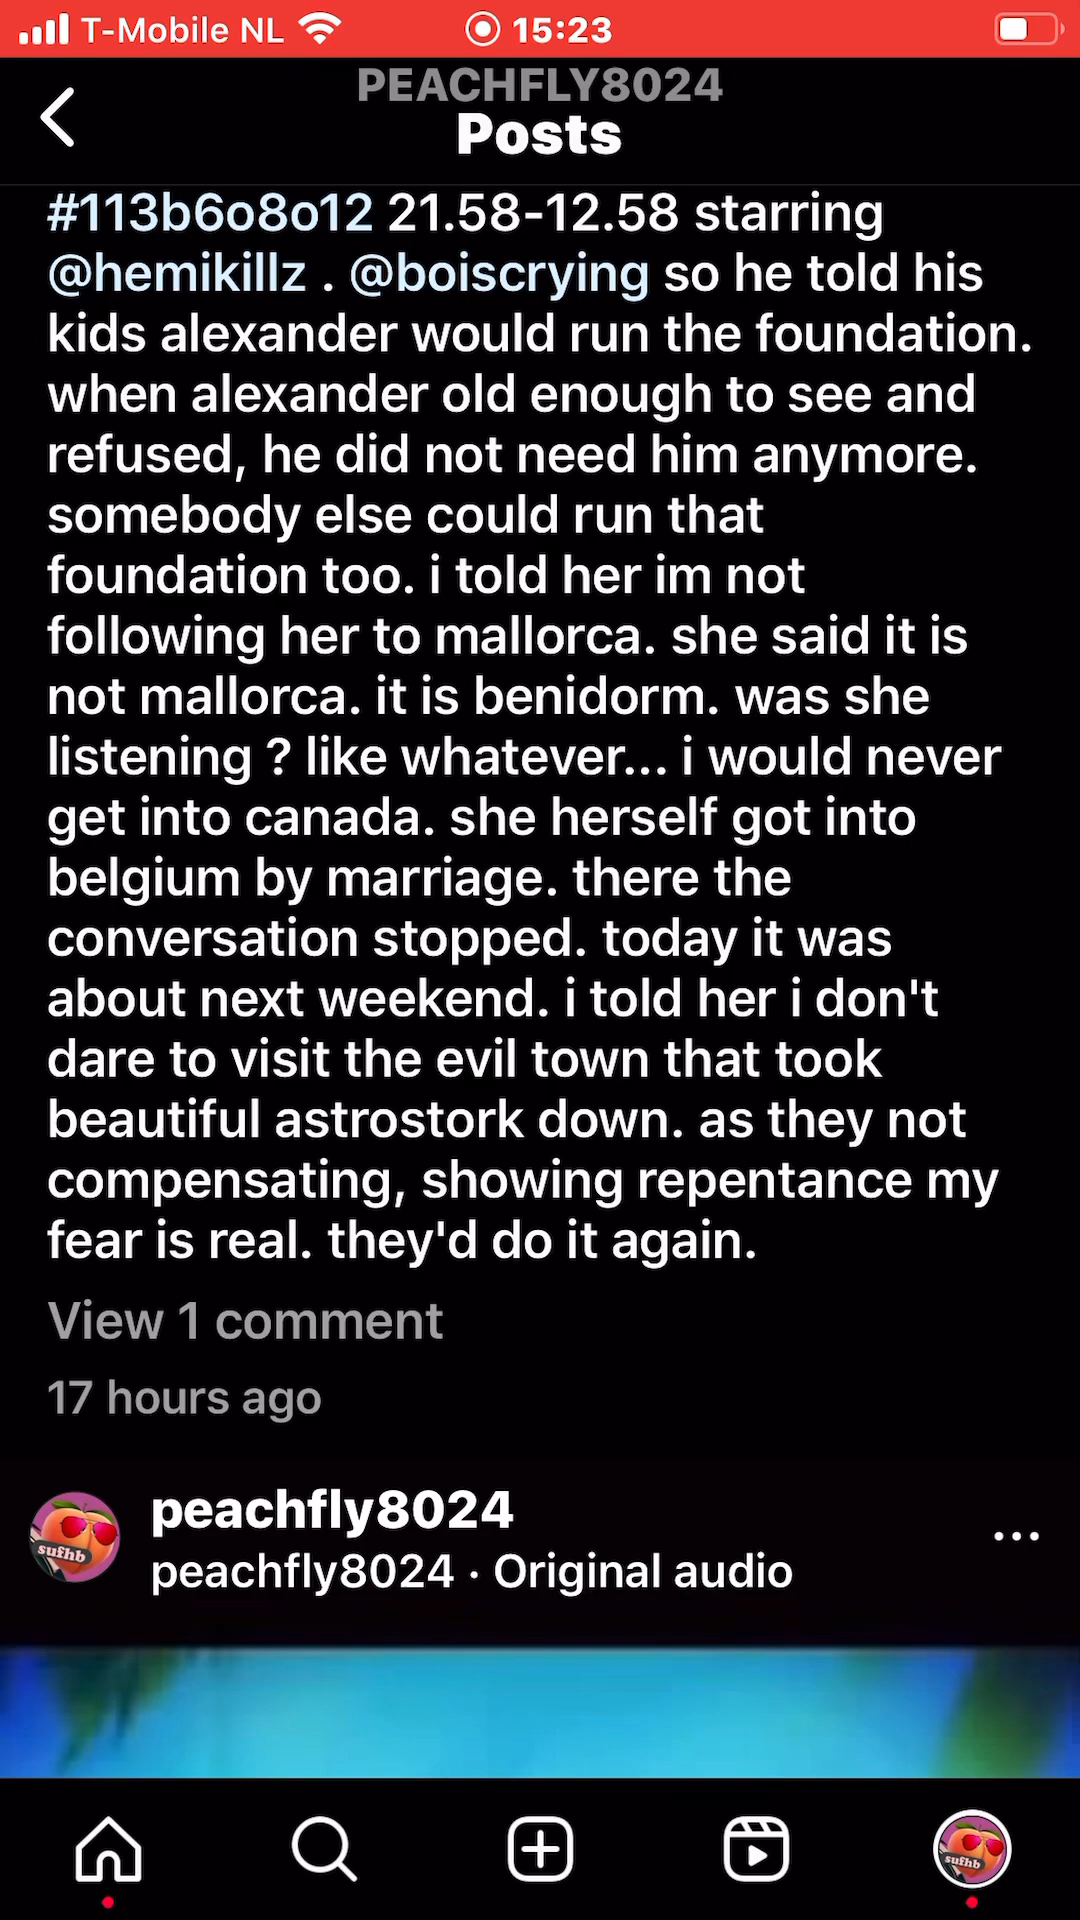 T-Mobile NL 15:23
PEACHFLY8024
Posts
#113b6o8o12 21.58-12.58 starring
@hemikillz . @boiscrying so he told his
kids alexander would run the foundation.
when alexander old enough to see and
refused, he did not need him anymore.
somebody else could run that
foundation too. i told her im not
following her to mallorca. she said it is
not mallorca. it is benidorm. was she
listening ? like whatever... i would never
get into canada. she herself got into
belgium by marriage. there the
conversation stopped. today it was
about next weekend. i told her i don't
dare to visit the evil town that took
beautiful astrostork down. as they not
compensating, showing repentance my
fear is real. they'd do it again.
View 1 comment
17 hours ago
peachfly8024
sufhb
peachfly8024 · Original audio
sufhb